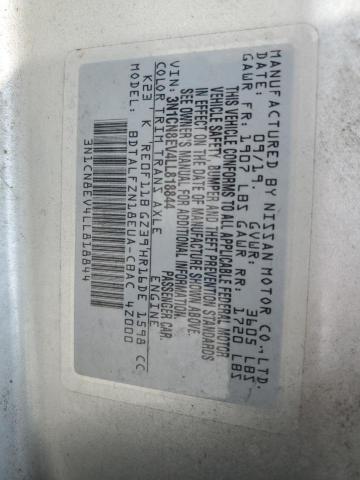 MANUFACTURED BY NISSAN MOTOR CO., LTD.
DATE: 09/19. GVWR: 3605 LBS
GAWR FR: 1907 LBS GAWR RR: 1720 LBS
THIS VEHICLE CONFORMS TO ALL APPLICABLE FEDERAL MOTOR
VEHICLE SAFETY, BUMPER AND THEFT PREVENTION STANDARDS
IN EFFECT ON THE DATE OF MANUFACTURE SHOWN ABOVE.
SEE OWNER'S MANUAL FOR ADDITIONAL INFORMATION.
VIN: 3N1CN8EV4LL818844 PASSENGER CAR
COLOR TRIM TRANS AXLE ENGINE
K23 K RE0F11B GZ39 HR16DE 1598 CC
BDTALFZN18EUA-CBAC 4Z000
3N1CN8EV4LL818844